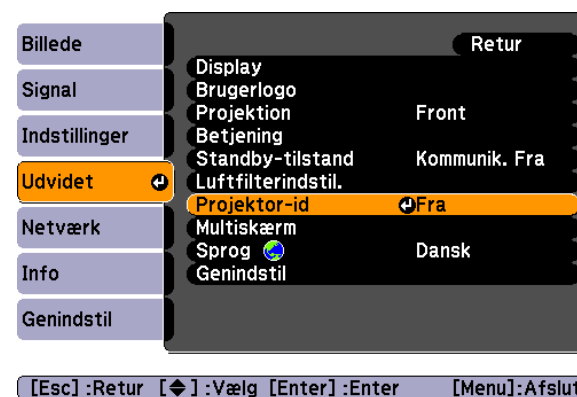 Billede
Signal
Indstillinger
Udvidet
Netværk
Info
Genindstil
Retur
Display
Brugerlogo
Projektion Front
Betjening
Standby-tilstand Kommunik. Fra
Luftfilterindstil.
Projektor-id Fra
Multiskærm
Sprog Dansk
Genindstil
[Esc] :Retur [◆] :Vælg [Enter] :Enter [Menu]:Afslut